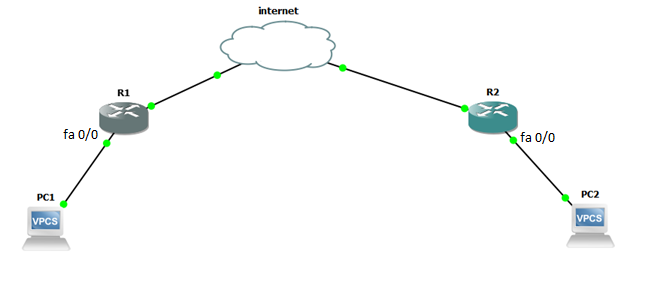 internet
R1
R2
fa 0/0
fa 0/0
PC1
PC2
VPCS
VPCS